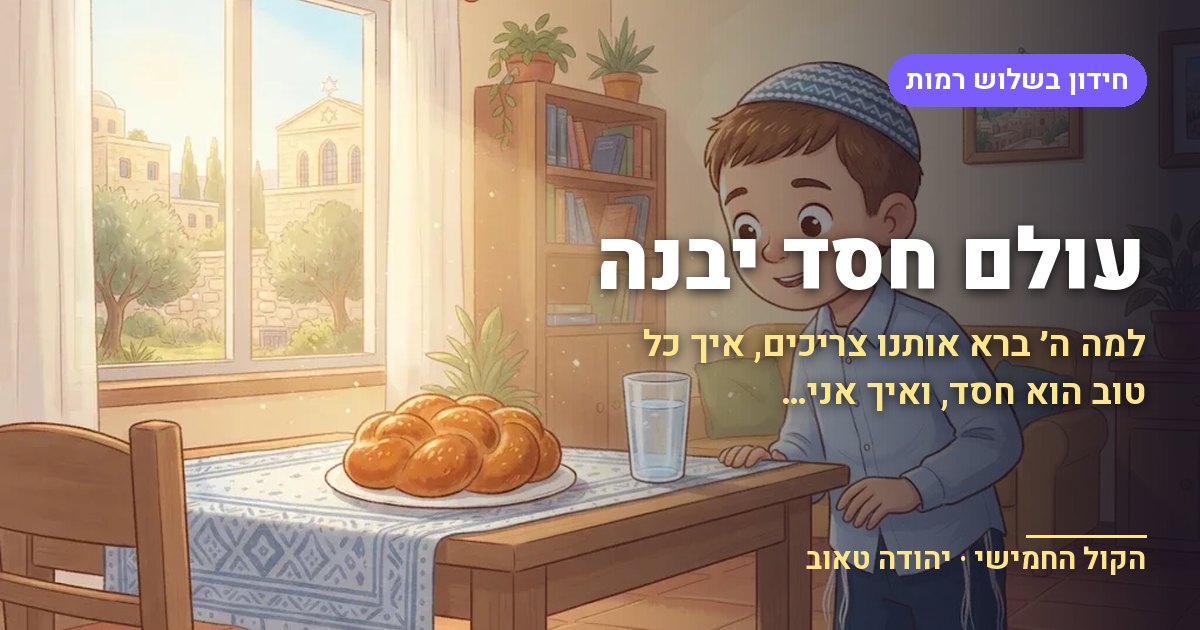 חידון בשלוש רמות
עולם חסד יבנה
למה ה׳ ברא אותנו צריכים, איך כל
טוב הוא חסד, ואיך אני...
הקול החמישי · יהודה טאוב